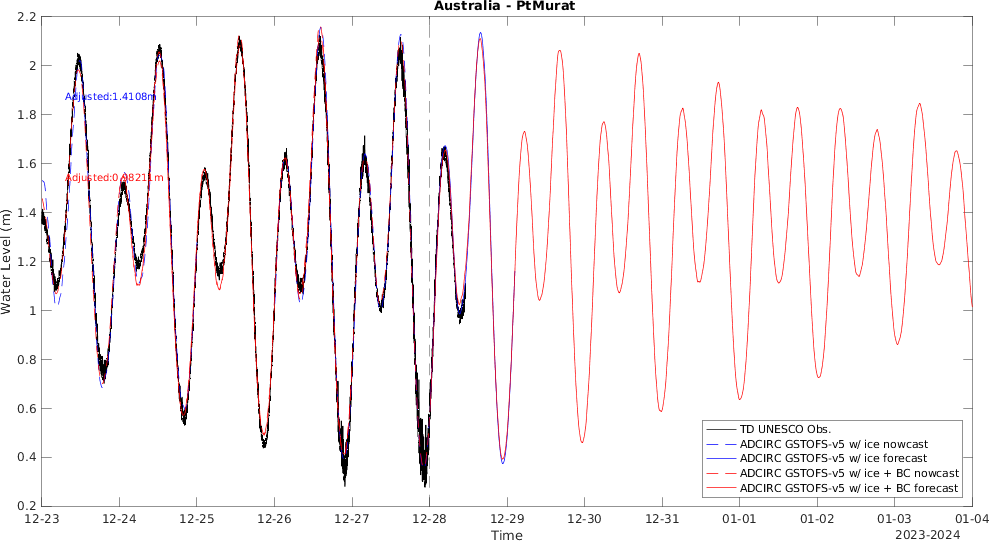 Australia - PtMurat
Water Level (m)
2.2
2
1.8
1.6
1.4
1.2
1
0.8
0.6
0.4
0.2
Adjusted:1.4108m
TD UNESCO Obs.
ADCIRC GSTOFS-v5 w/ ice nowcast
ADCIRC GSTOFS-v5 w/ ice forecast
ADCIRC GSTOFS-v5 w/ ice + BC nowcast
ADCIRC GSTOFS-v5 w/ ice + BC forecast
12-23 12-24 12-25 12-26 12-27 12-28 12-29 12-30 12-31 01-01 01-02 01-03 01-04
Time
2023-2024